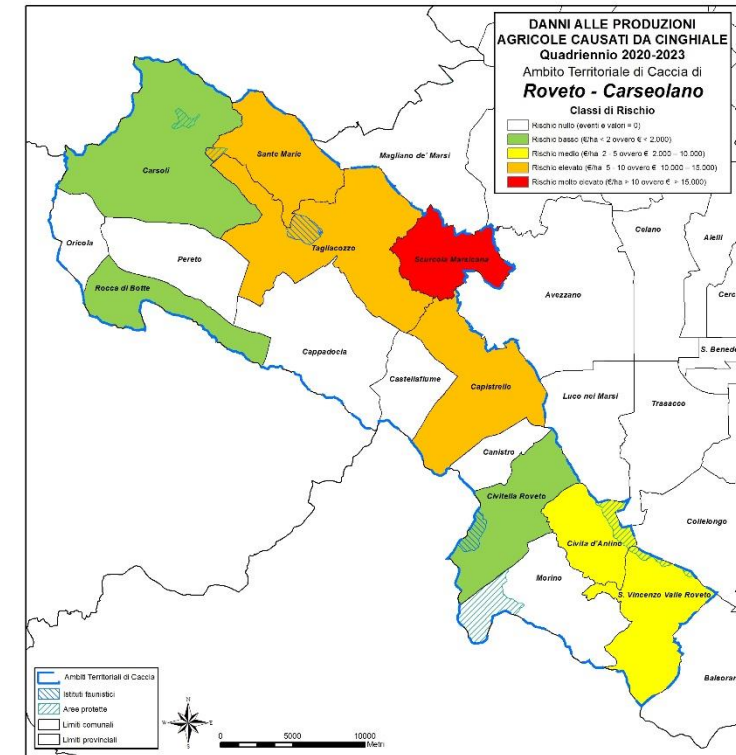 DANNI ALLE PRODUZIONI
AGRICOLE CAUSATI DA CINGHIALE
Quadriennio 2020-2023
Ambito Territoriale di Caccia di
Roveto - Carseolano
Classi di Rischio
Rischio nullo (eventi e valori = 0)
Rischio basso (€/ha < 2 ovvero € < 2.000)
Rischio medio (€/ha 2 - 5 ovvero € 2.000 – 10.000)
Rischio elevato (€/ha 5 - 10 ovvero € 10.000 – 15.000)
Rischio molto elevato (€/ha > 10 ovvero € > 15.000)
Carsoli
Sante Marie
Magliano de' Marsi
Celano
Aielli
Oricola
Pereto
Tagliacozzo
Scurcola Marsicana
Rocca di Botte
Avezzano
Cerc
Cappadocia
S. Benede
Castellafiume
Capistrello
Luco nei Marsi
Trasacco
Canistro
Civitella Roveto
Collelongo
Civita d'Antino
Morino
S. Vincenzo Valle Roveto
Balsoran
Ambiti Territoriali di Caccia
Istituti faunistici
Aree protette
Limiti comunali
Limiti provinciali
N
W
E
S
0 5000 10000
Metri